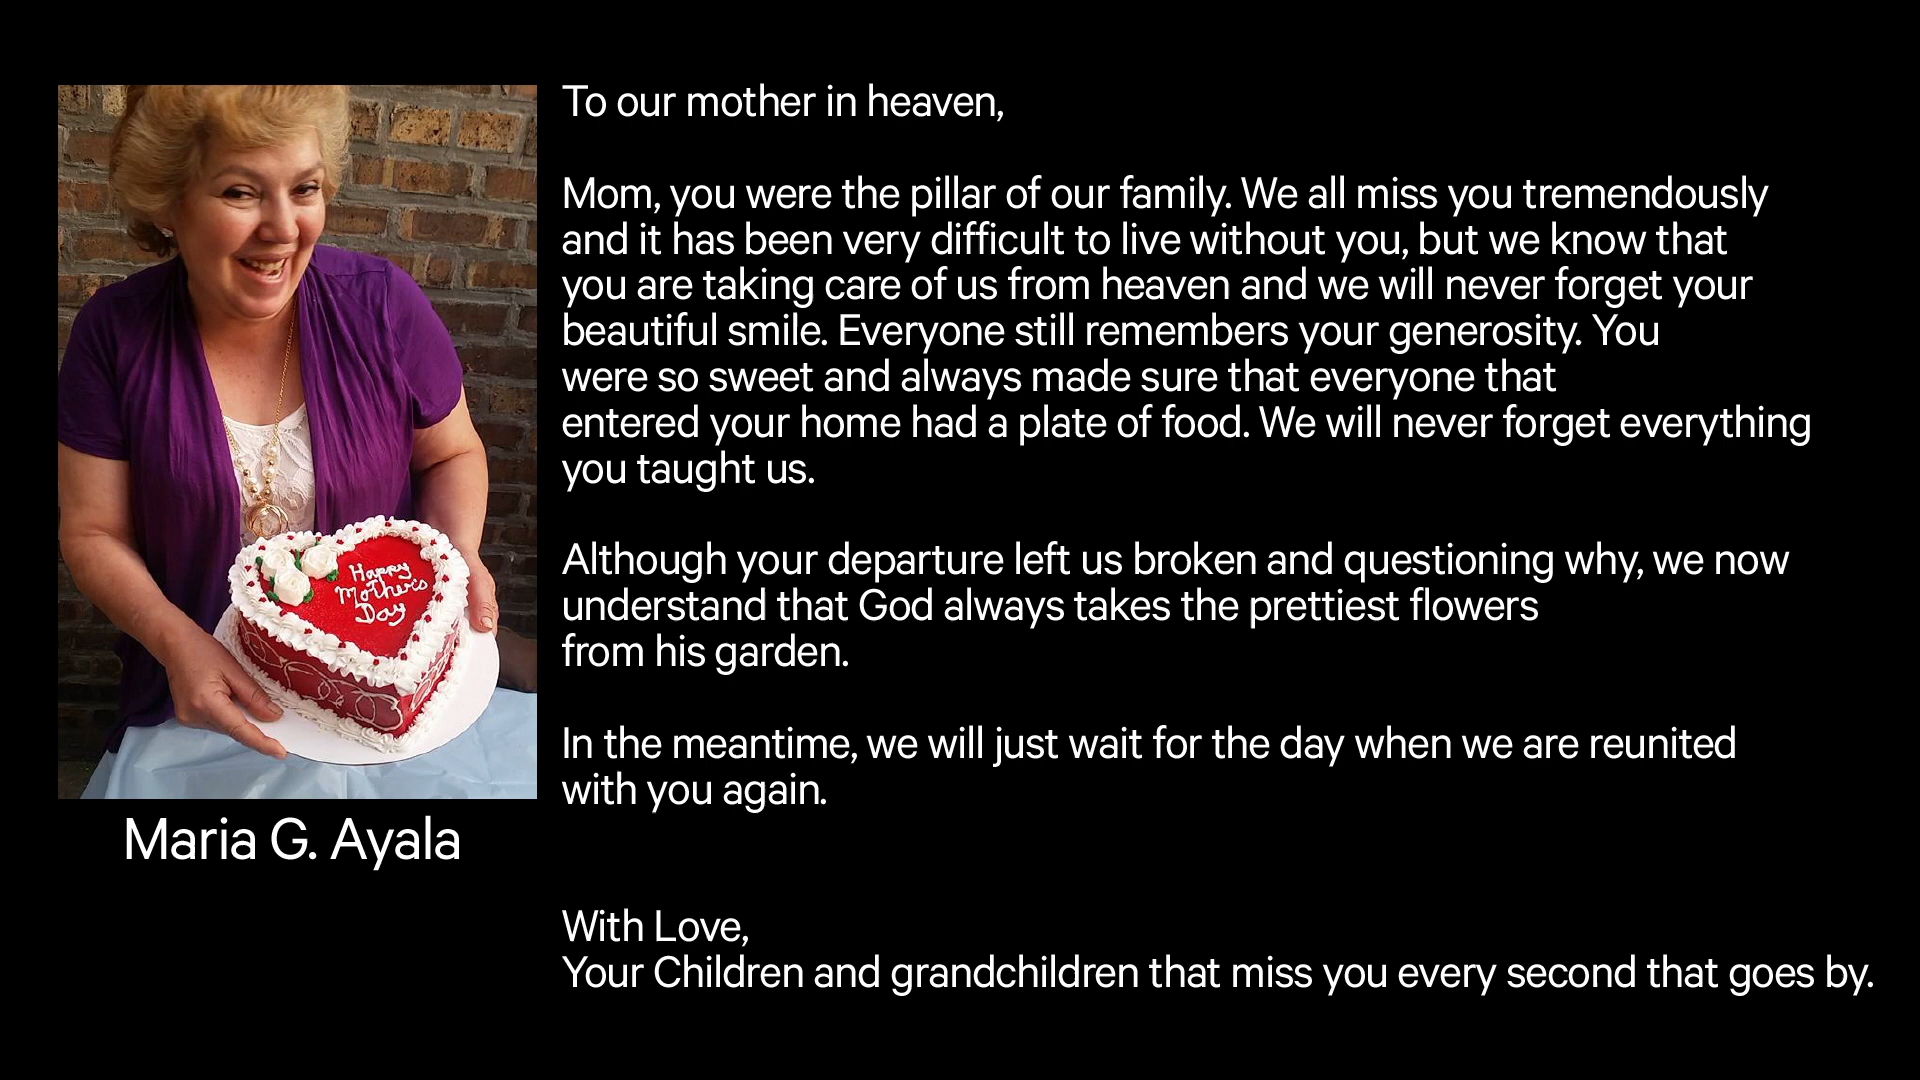 To our mother in heaven,
Mom, you were the pillar of our family. We all miss you tremendously
and it has been very difficult to live without you, but we know that
you are taking care of us from heaven and we will never forget your
beautiful smile. Everyone still remembers your generosity. You
were so sweet and always made sure that everyone that
entered your home had a plate of food. We will never forget everything
you taught us.
Although your departure left us broken and questioning why, we now
understand that God always takes the prettiest flowers
from his garden.
In the meantime, we will just wait for the day when we are reunited
with you again.
With Love,
Your Children and grandchildren that miss you every second that goes by.
Happy
Mother's
Day
Maria G. Ayala